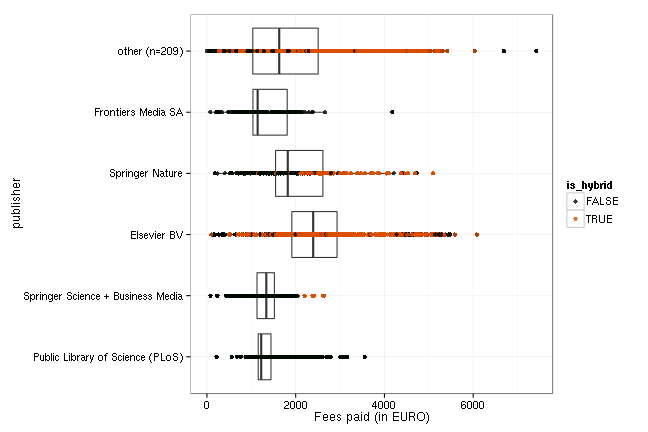 other (n=209)
Frontiers Media SA
Springer Nature
Elsevier BV
Springer Science + Business Media
Public Library of Science (PLoS)
publisher
0 2000 4000 6000
Fees paid (in EURO)
is_hybrid
FALSE
TRUE